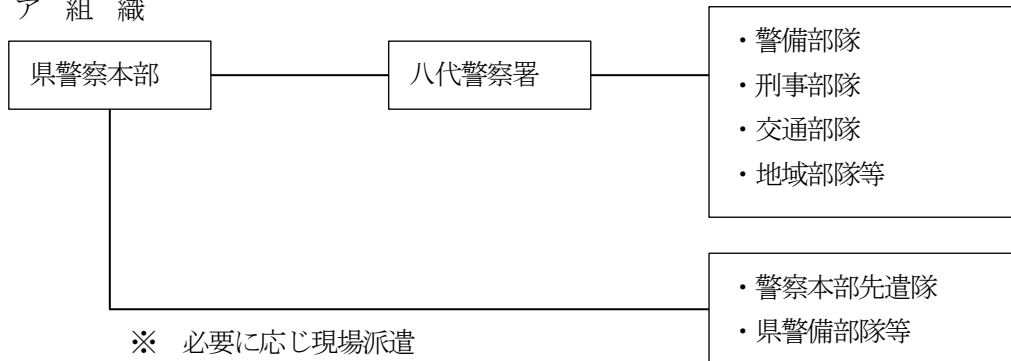 ア 組 織
県警察本部
八代警察署
・警備部隊
・刑事部隊
・交通部隊
・地域部隊等
・警察本部先遣隊
・県警備部隊等
※ 必要に応じ現場派遣